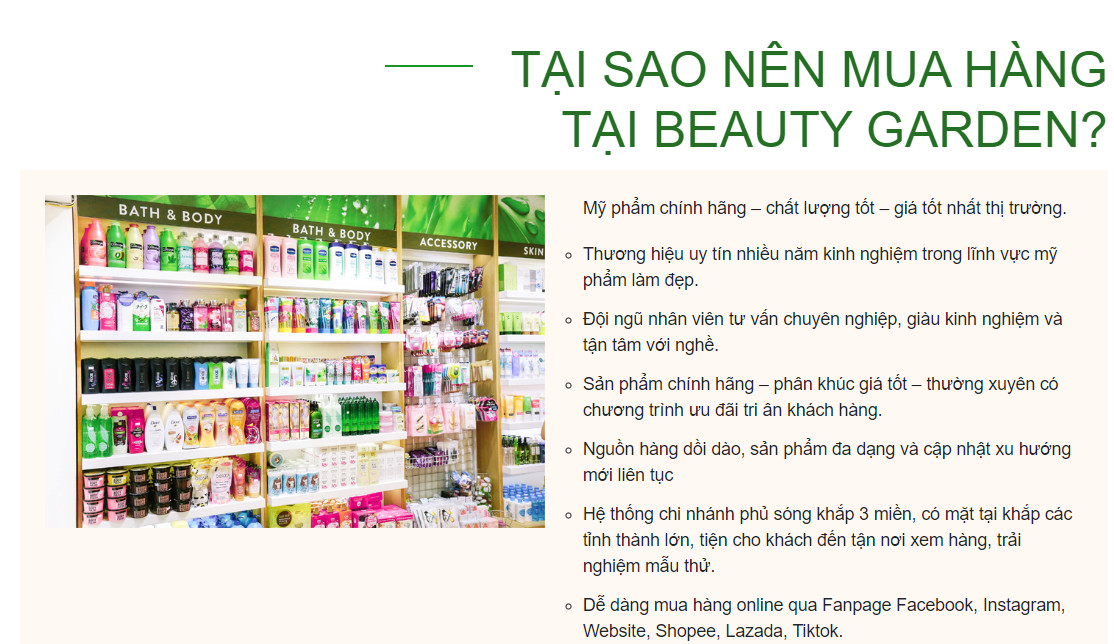 TẠI SAO NÊN MUA HÀNG
TẠI BEAUTY GARDEN?
BATH & BODY
BATH & BODY
ACCESSORY
SKIN
Mỹ phẩm chính hãng – chất lượng tốt – giá tốt nhất thị trường.
Thương hiệu uy tín nhiều năm kinh nghiệm trong lĩnh vực mỹ
phẩm làm đẹp.
Đội ngũ nhân viên tư vấn chuyên nghiệp, giàu kinh nghiệm và
tận tâm với nghề.
Sản phẩm chính hãng – phân khúc giá tốt – thường xuyên có
chương trình ưu đãi tri ân khách hàng.
Nguồn hàng dồi dào, sản phẩm đa dạng và cập nhật xu hướng
mới liên tục
Hệ thống chi nhánh phủ sóng khắp 3 miền, có mặt tại khắp các
tỉnh thành lớn, tiện cho khách đến tận nơi xem hàng, trải
nghiệm mẫu thử.
Dễ dàng mua hàng online qua Fanpage Facebook, Instagram,
Website, Shopee, Lazada, Tiktok.